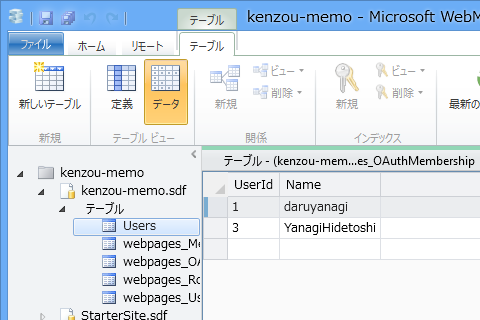 テーブル
kenzou-memo - Microsoft WebM
ファイル ホーム リモート テーブル
新しいテーブル 定義 データ 新規 ビュー 削除 新規 ビュー 削除 最新の
新規 テーブル ビュー 関係 インデックス
kenzou-memo
kenzou-memo.sdf
テーブル
Users
webpages_Me
webpages_OA
webpages_Ro
webpages_Us
StarterSite.sdf
テーブル - (kenzou-mem...es_OAuthMembership
UserId Name
1 daruyanagi
3 YanagiHidetoshi